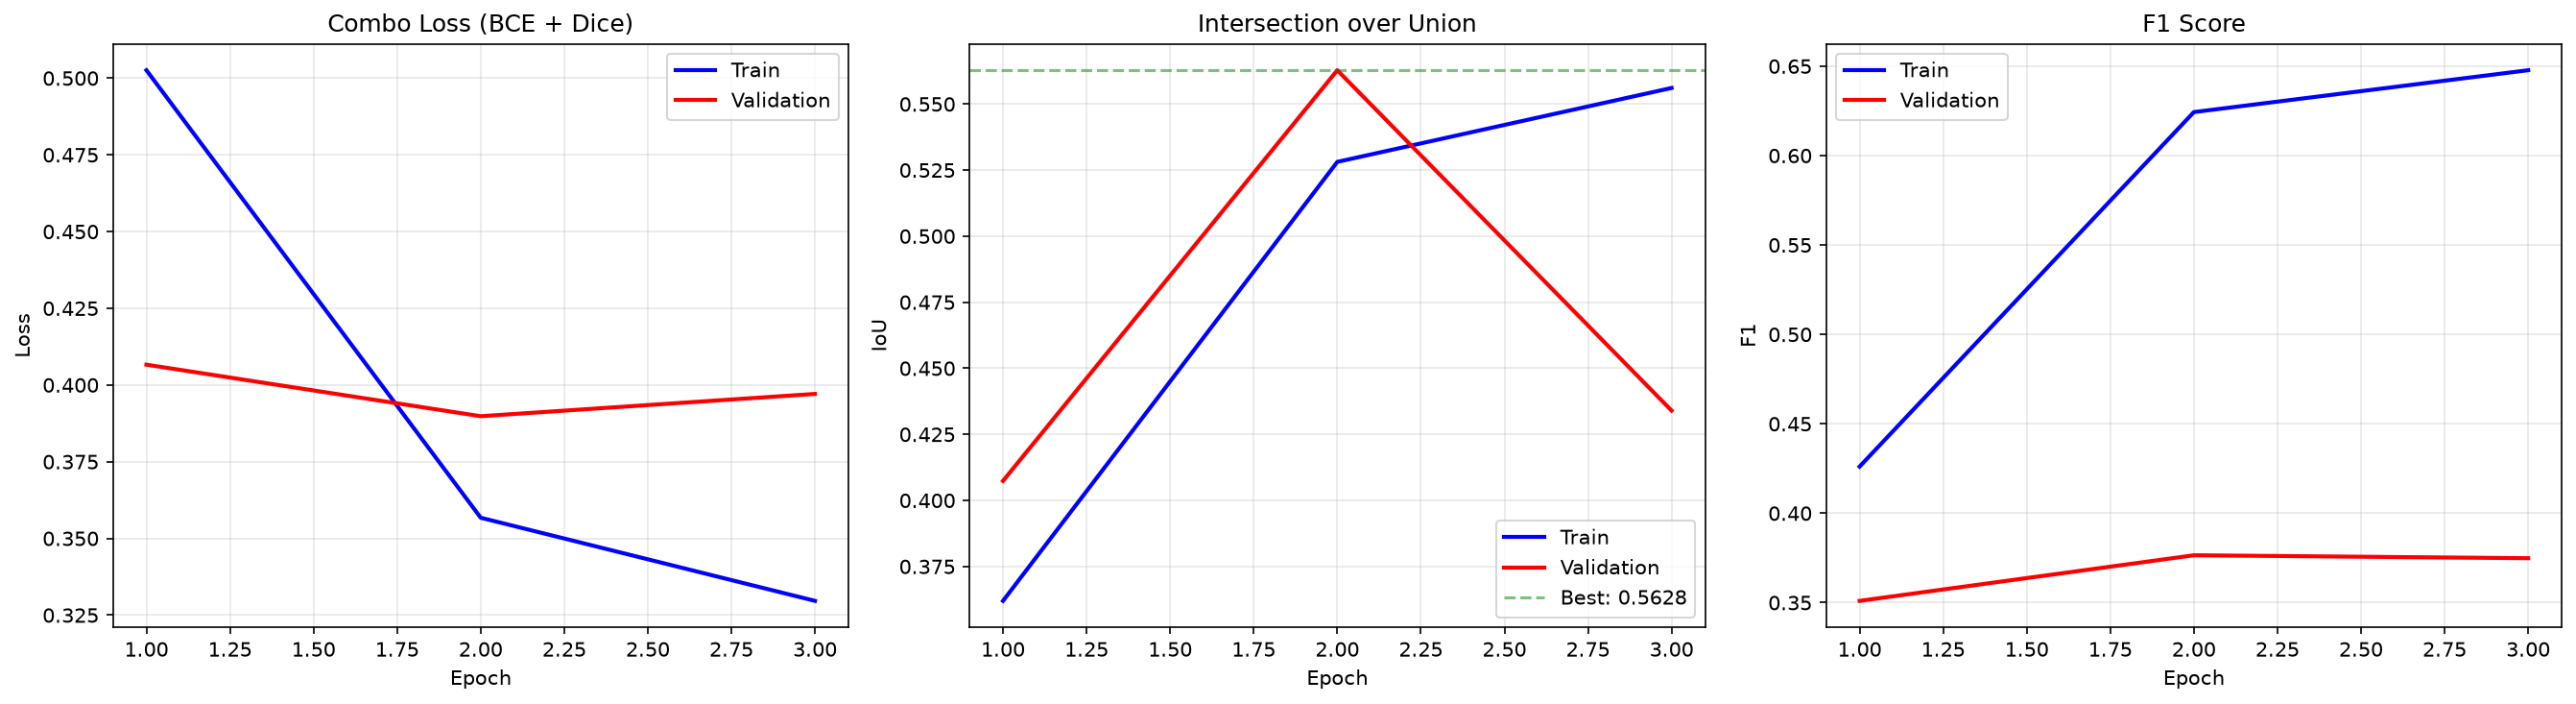 Combo Loss (BCE + Dice)
Train
Validation
0.500
0.475
0.450
0.425
0.400
0.375
0.350
0.325
Loss
1.00 1.25 1.50 1.75 2.00 2.25 2.50 2.75 3.00
Epoch
Intersection over Union
0.550
0.525
0.500
0.475
0.450
0.425
0.400
0.375
IoU
Train
Validation
Best: 0.5628
1.00 1.25 1.50 1.75 2.00 2.25 2.50 2.75 3.00
Epoch
F1 Score
Train
Validation
0.65
0.60
0.55
0.50
0.45
0.40
0.35
F1
1.00 1.25 1.50 1.75 2.00 2.25 2.50 2.75 3.00
Epoch